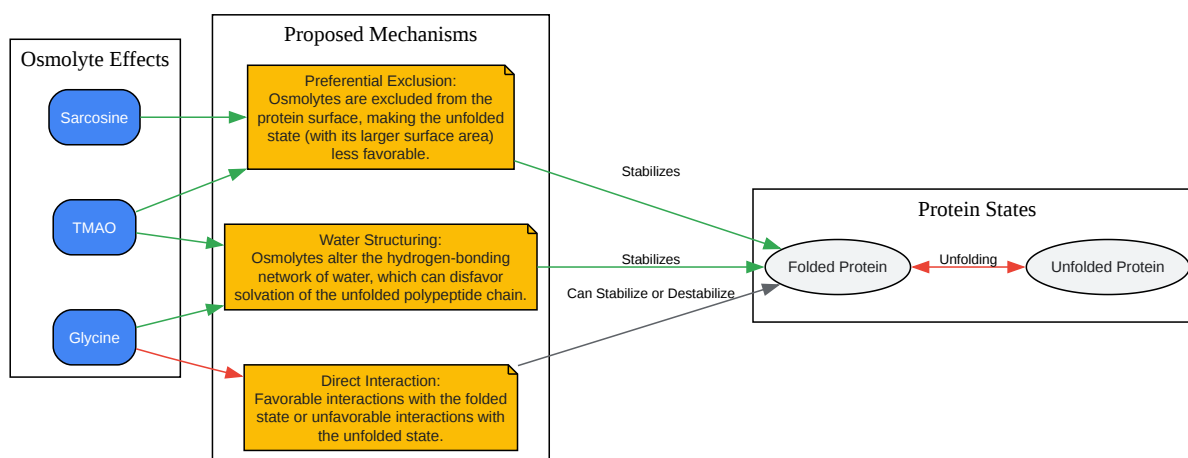 Osmolyte Effects
Sarcosine
TMAO
Glycine
Proposed Mechanisms
Preferential Exclusion:
Osmolytes are excluded from the
protein surface, making the unfolded
state (with its larger surface area)
less favorable.
Water Structuring:
Osmolytes alter the hydrogen-bonding
network of water, which can disfavor
solvation of the unfolded polypeptide chain.
Direct Interaction:
Favorable interactions with the folded
state or unfavorable interactions with
the unfolded state.
Stabilizes
Stabilizes
Can Stabilize or Destabilize
Protein States
Folded Protein
Unfolding
Unfolded Protein